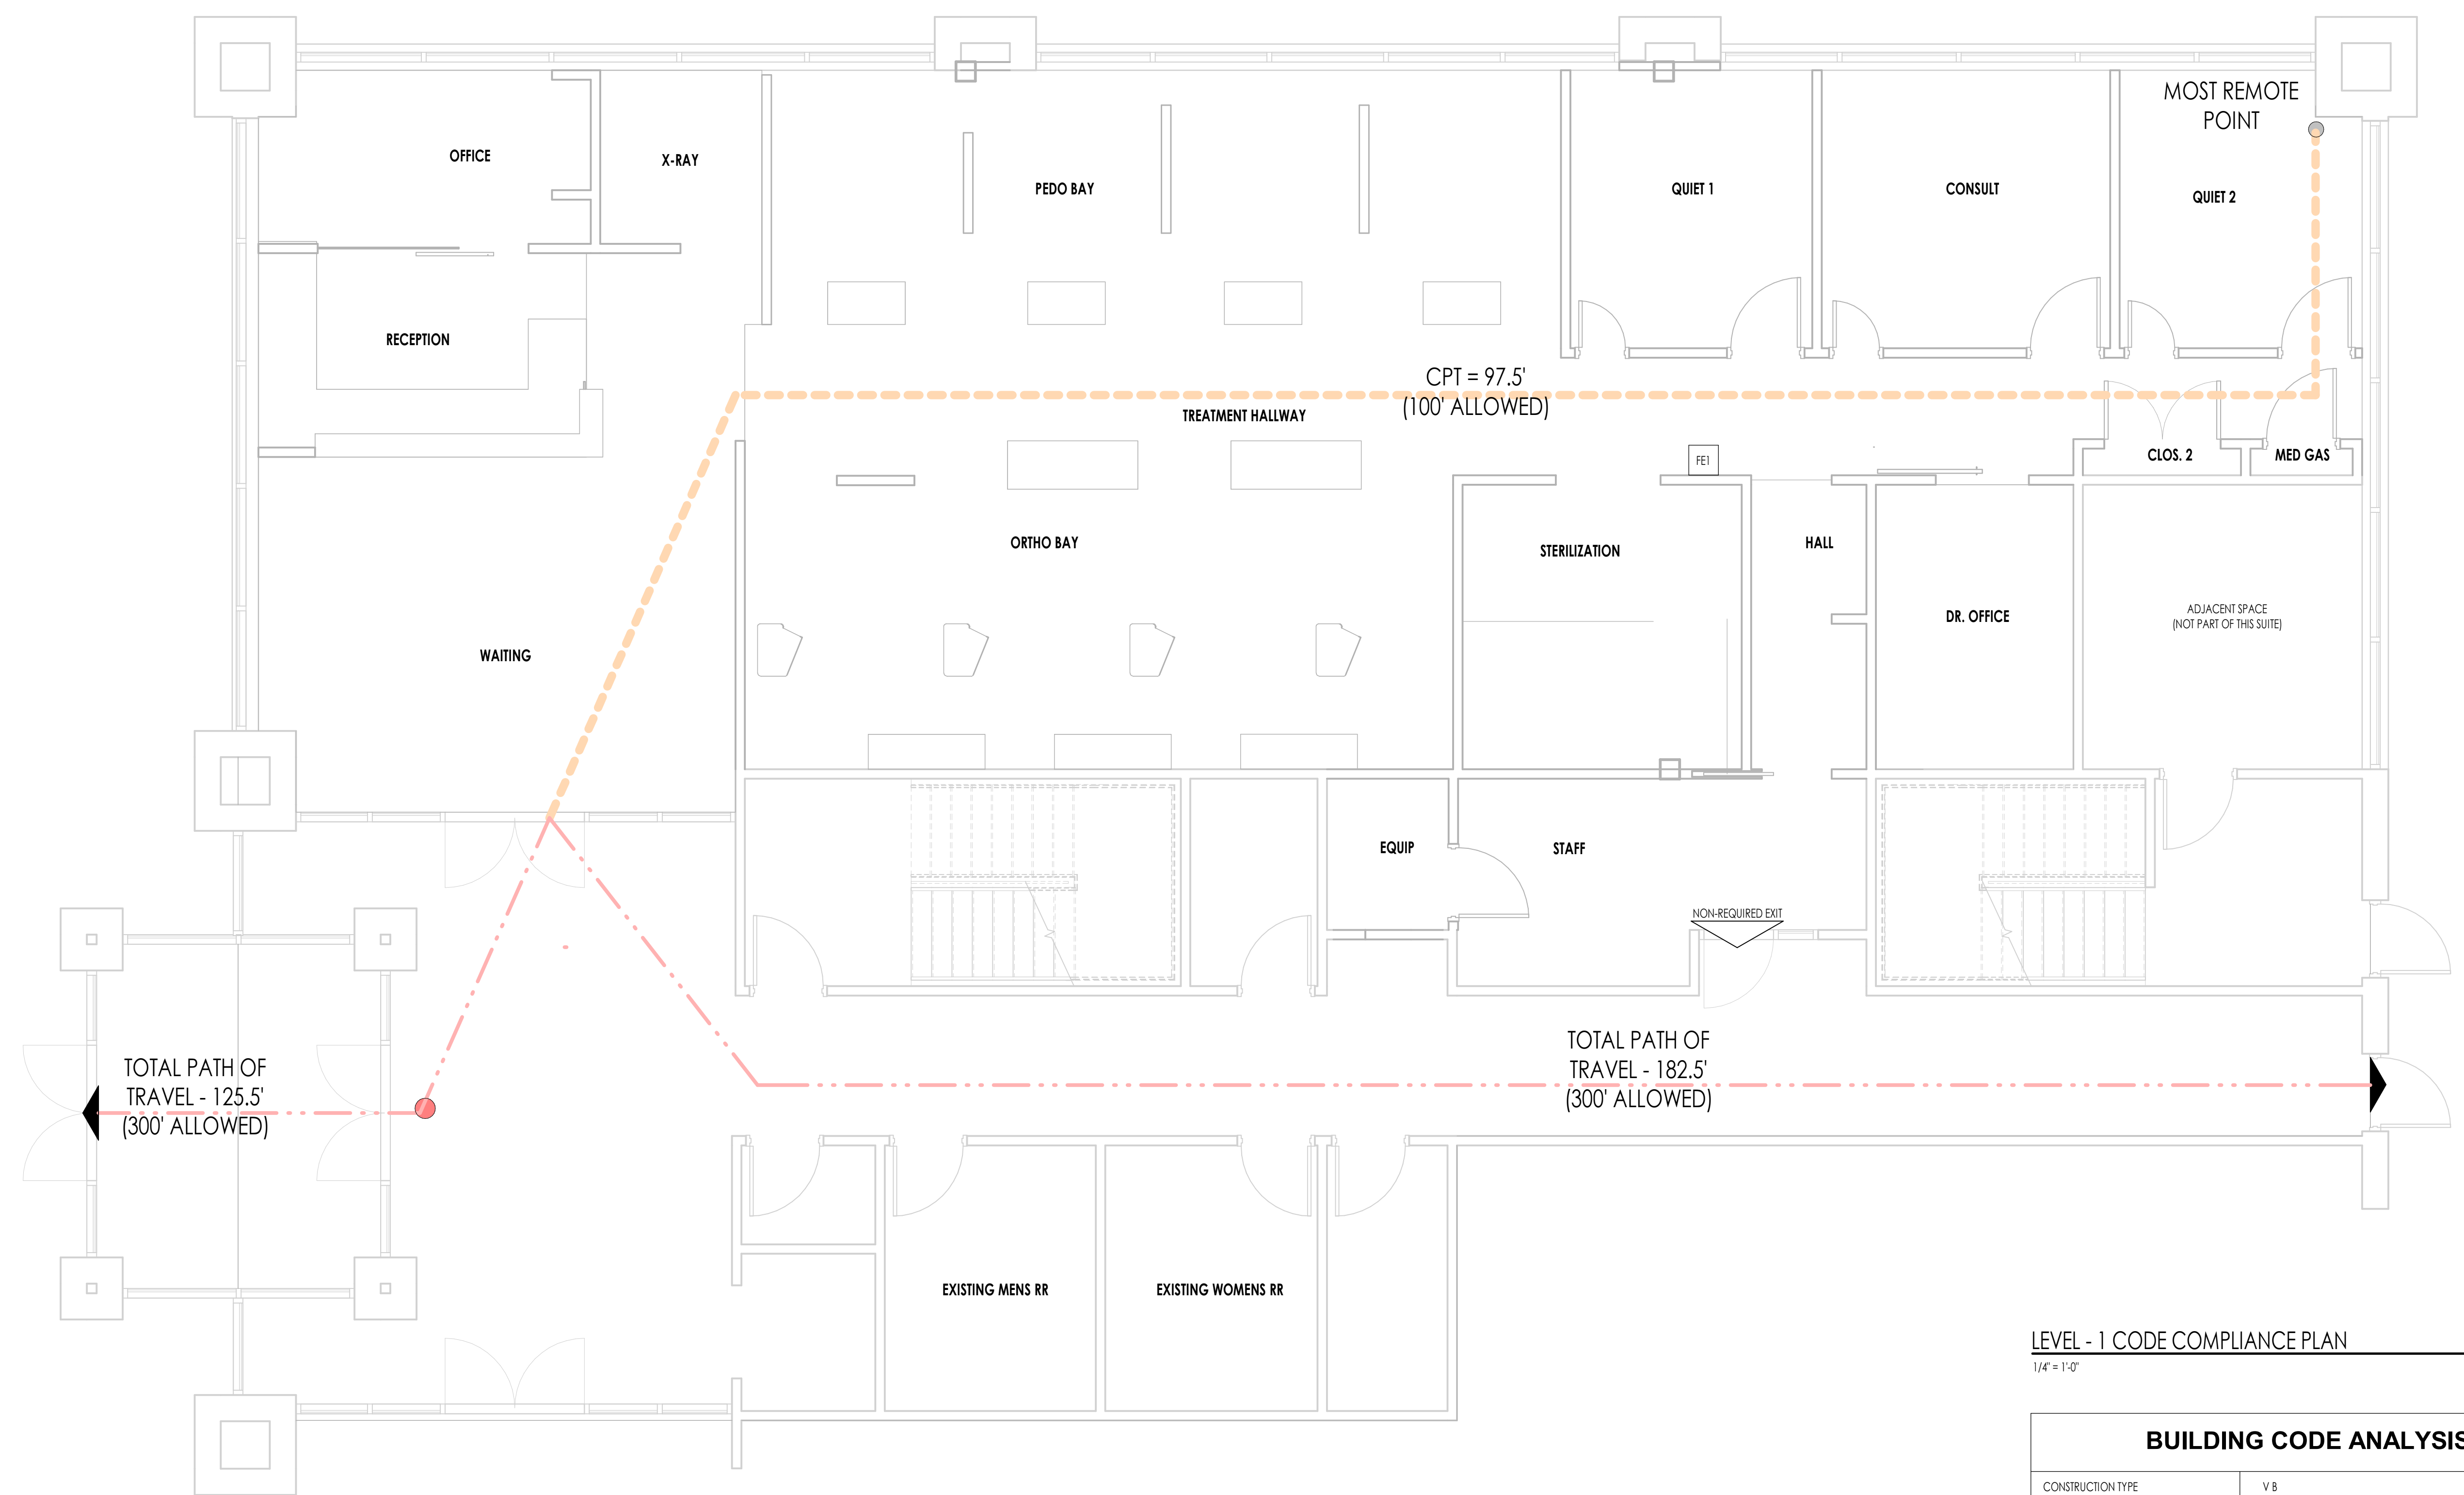 MOST REMOTE
POINT
OFFICE
X-RAY
PEDO BAY
QUIET 1
CONSULT
QUIET 2
RECEPTION
CPT = 97.5'
(100' ALLOWED)
TREATMENT HALLWAY
FE1
CLOS. 2
MED GAS
ORTHO BAY
STERILIZATION
HALL
DR. OFFICE
ADJACENT SPACE
(NOT PART OF THIS SUITE)
WAITING
EQUIP
STAFF
NON-REQUIRED EXIT
TOTAL PATH OF
TRAVEL - 125.5'
(300' ALLOWED)
TOTAL PATH OF
TRAVEL - 182.5'
(300' ALLOWED)
EXISTING MENS RR
EXISTING WOMENS RR
LEVEL - 1 CODE COMPLIANCE PLAN
1/4" = 1'-0"
BUILDING CODE ANALYSIS
CONSTRUCTION TYPE
V B